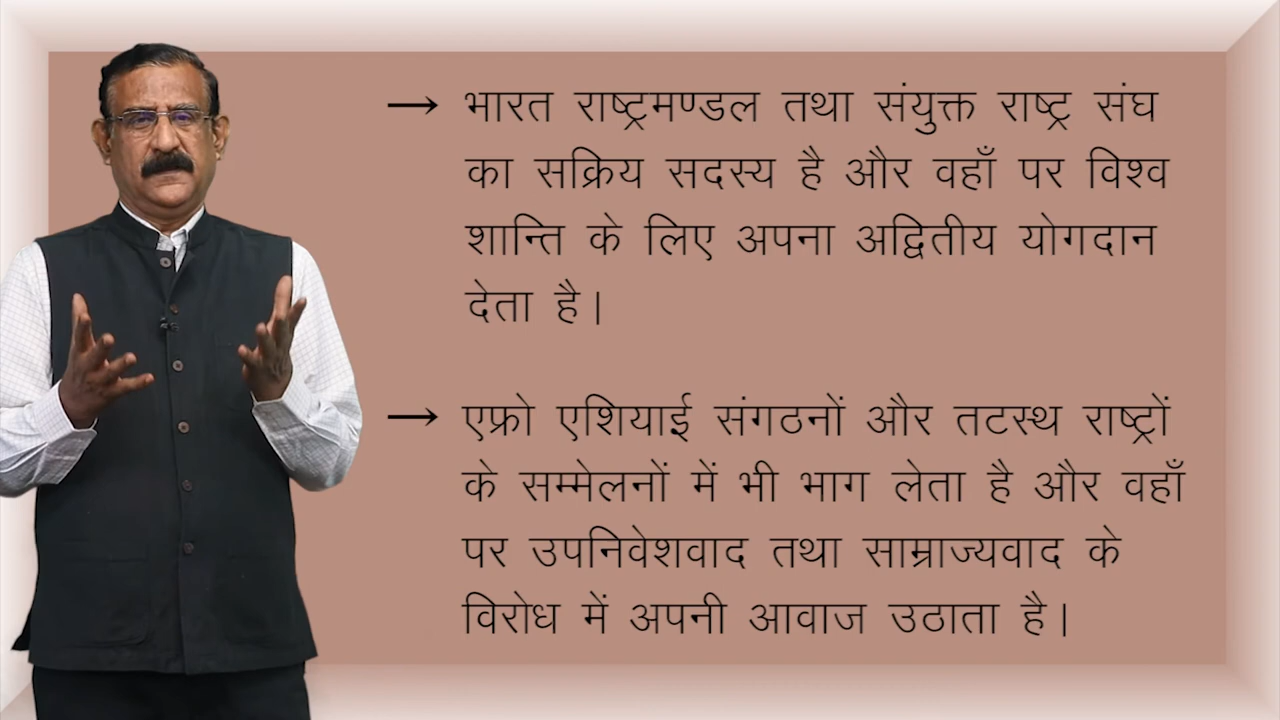 → भारत राष्ट्रमण्डल तथा संयुक्त राष्ट्र संघ
का सक्रिय सदस्य है और वहाँ पर विश्व
शान्ति के लिए अपना अद्वितीय योगदान
देता है।
→ एफ्रो एशियाई संगठनों और तटस्थ राष्ट्रों
के सम्मेलनों में भी भाग लेता है और वहाँ
पर उपनिवेशवाद तथा साम्राज्यवाद के
विरोध में अपनी आवाज उठाता है।